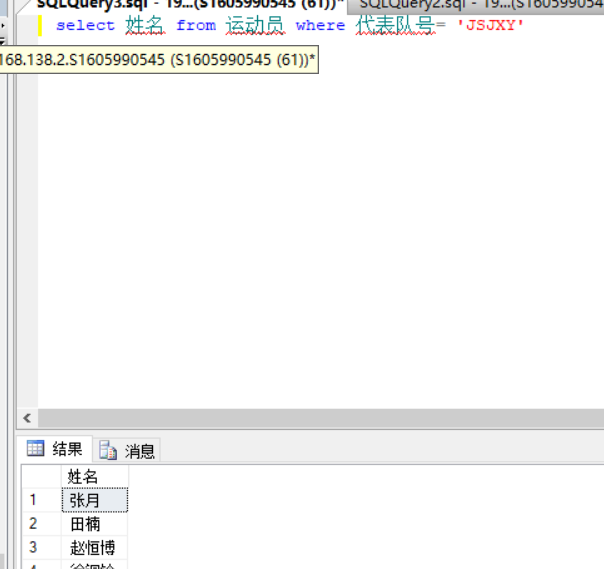 SQLQuery3.sql - 19...(S1605990545 (61))* SQLQuery2.sql - 19...(S16059905
select 姓名 from 运动员 where 代表队号= 'JSJXY'
168.138.2.S1605990545 (S1605990545 (61))*
结果 消息
姓名
1 张月
2 田楠
3 赵恒博
4